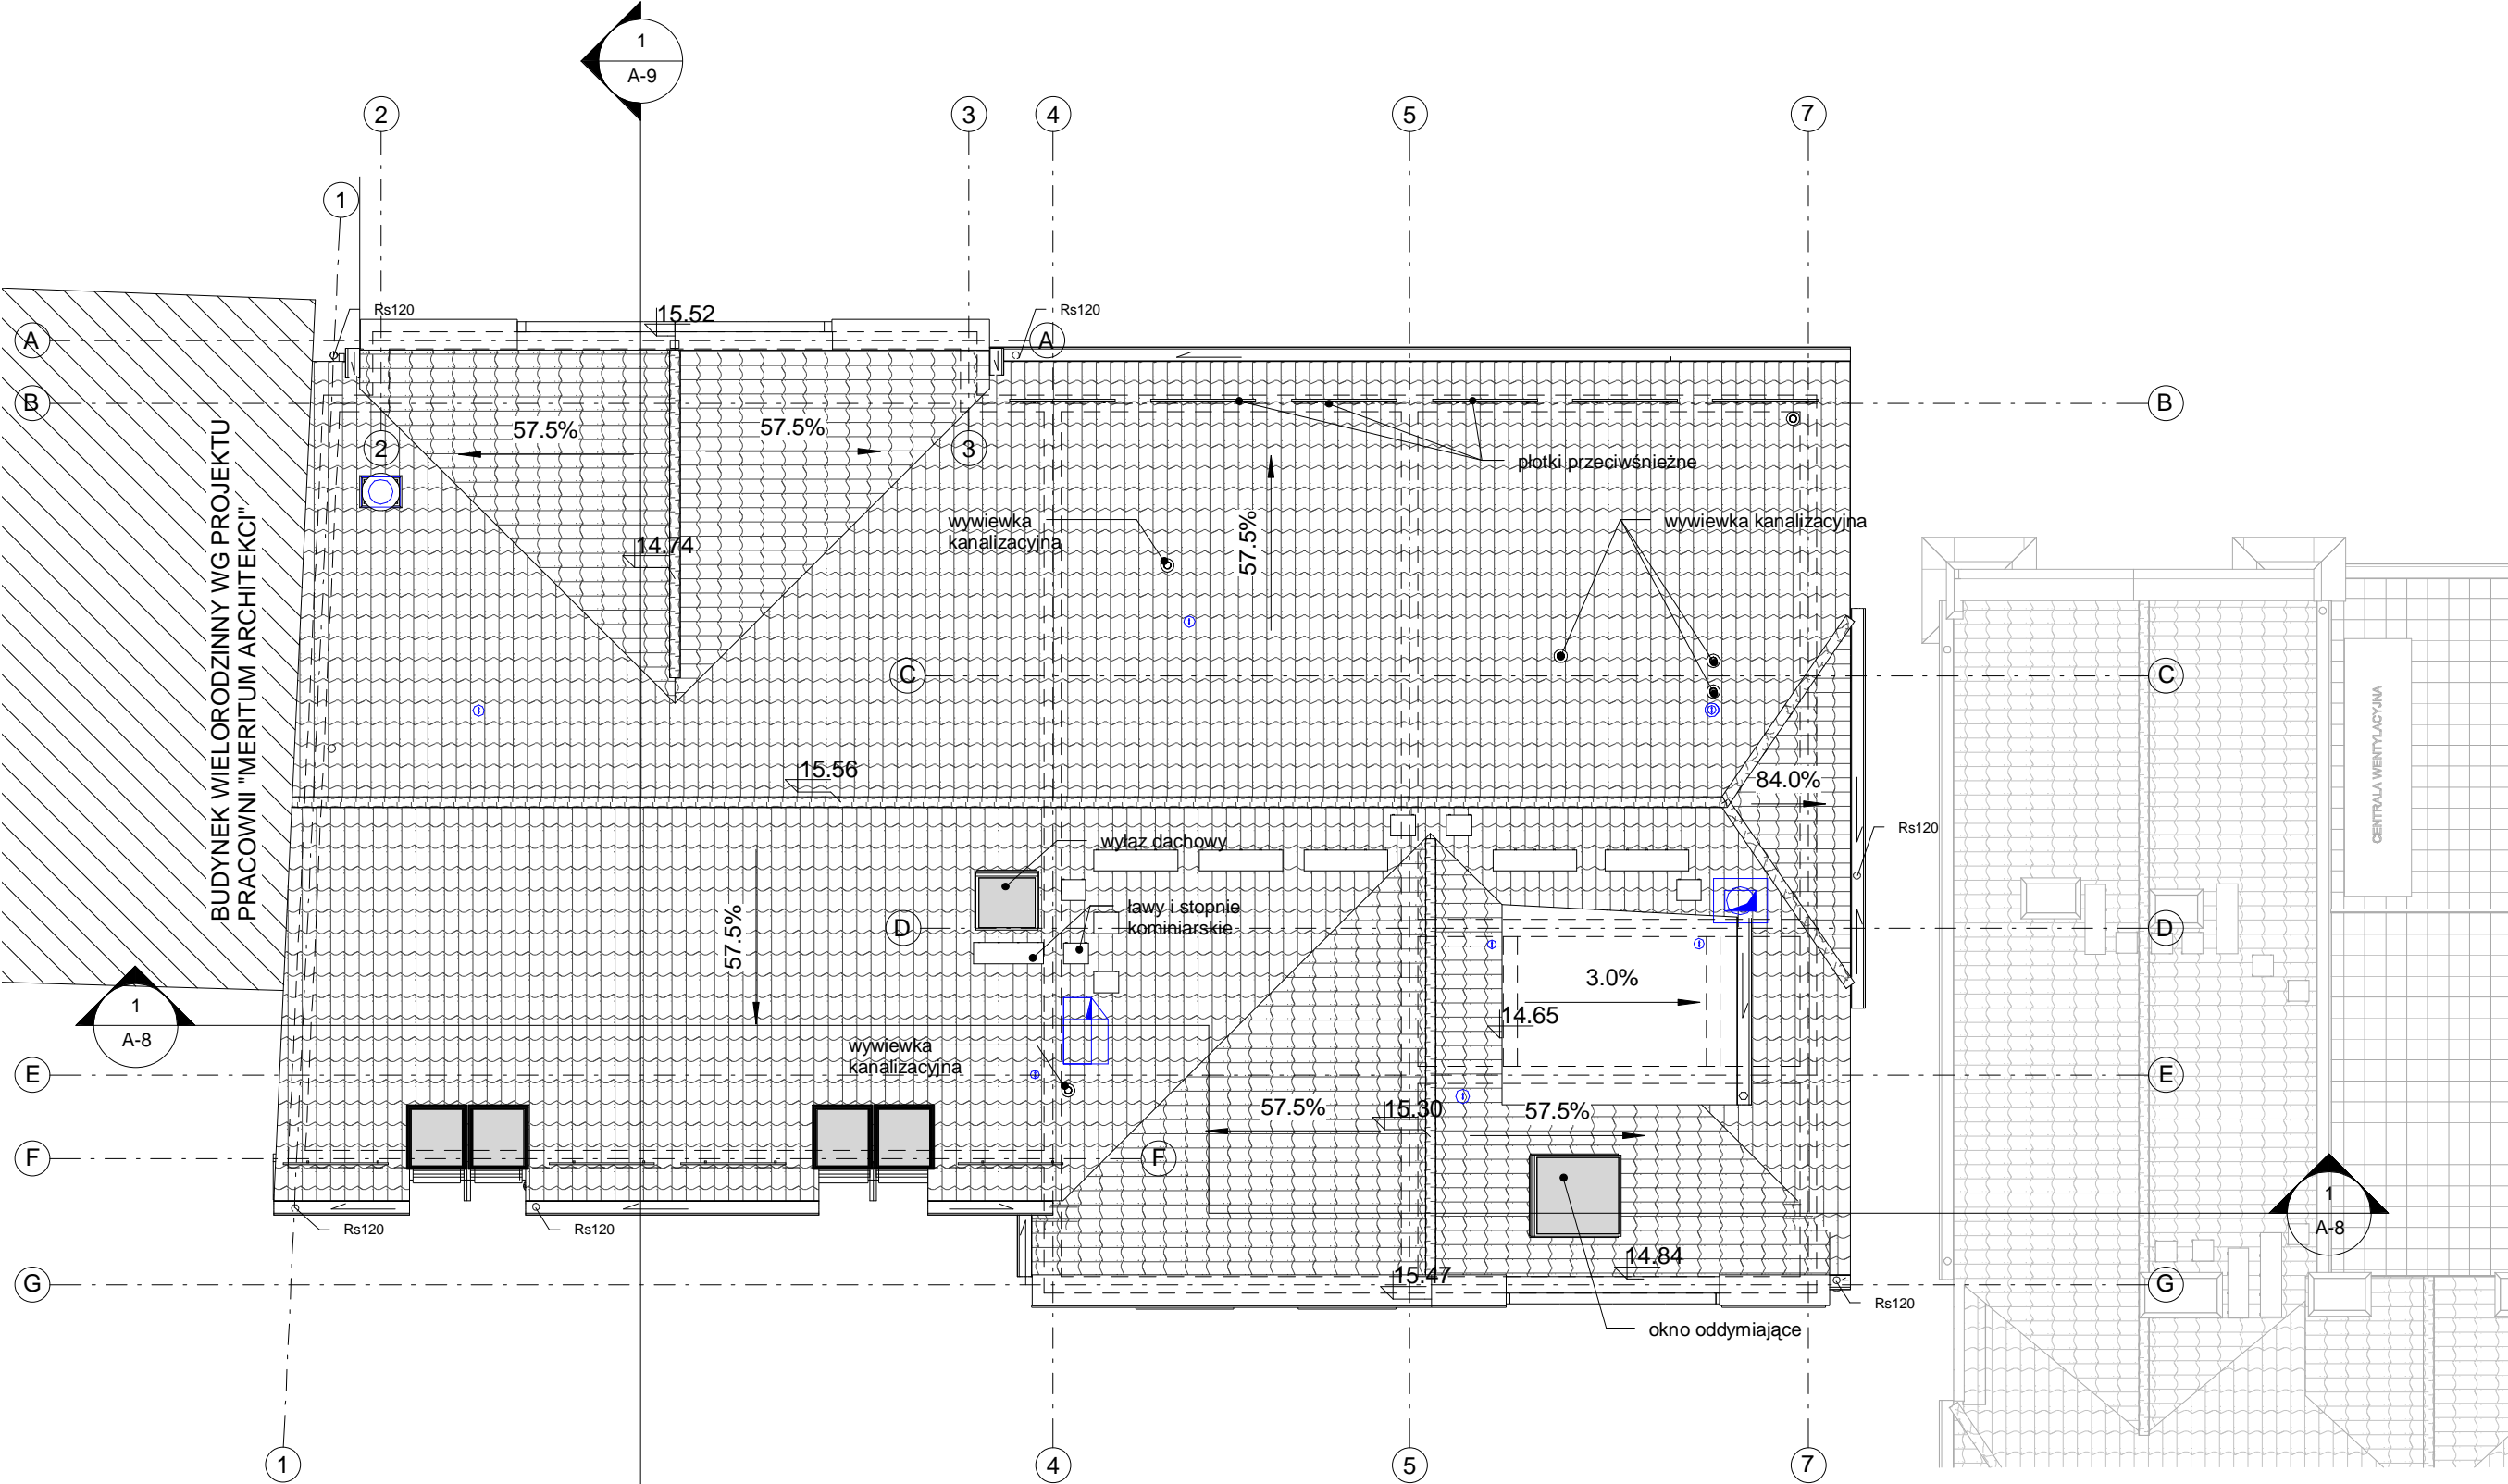 1
A-9
2
3
4
5
7
1
Rs120
15.52
Rs120
A
A
B
B
57.5%
57.5%
2
3
płotki przeciwśnieżne
BUDYNEK WIELORODZINNY WG PROJEKTU
PRACOWNI "MERITUM ARCHITEKCI"
wywiewka
kanalizacyjna
57.5%
wywiewka kanalizacyjna
14.74
C
C
CENTRALA WENTYLACYJNA
15.56
84.0%
Rs120
wyłaz dachowy
57.5%
ławy i stopnie
kominiarskie
D
D
3.0%
14.65
1
A-8
wywiewka
kanalizacyjna
E
E
57.5%
15.30
57.5%
F
F
1
A-8
Rs120
Rs120
14.84
15.47
G
G
Rs120
okno oddymiające
1
4
5
7